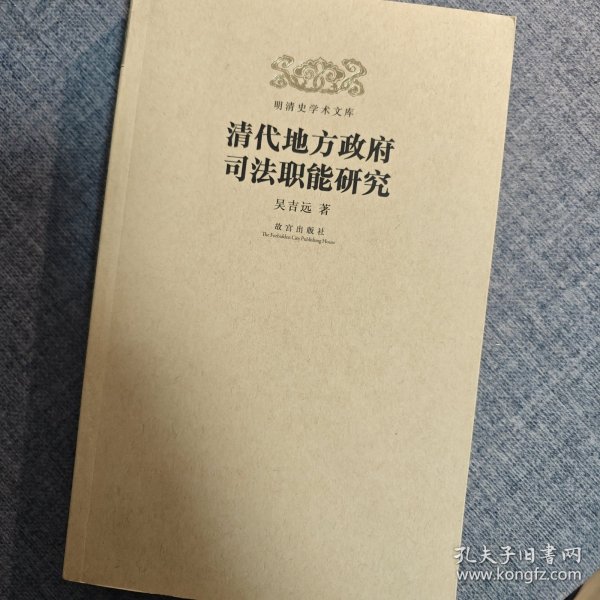 明清史学术文库
清代地方政府
司法职能研究
吴吉远 著
故宫出版社
The Forbidden City Publishing House
孔夫子旧书网
www.kongfz.com